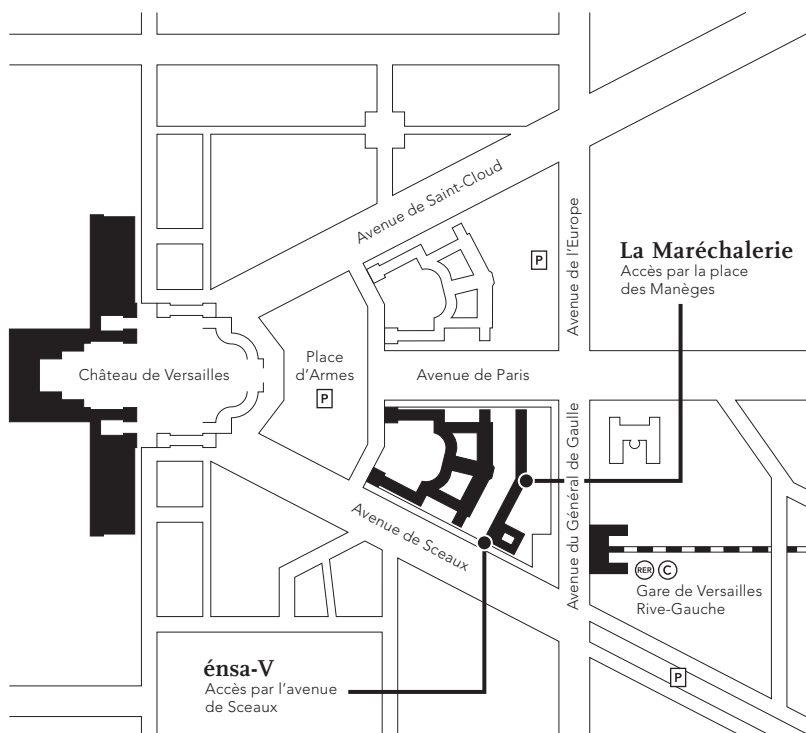 Avenue de Saint-Cloud
Avenue de l'Europe
P
La Maréchalerie
Accès par la place
des Manèges
Château de Versailles
Place
d'Armes
P
Avenue de Paris
Avenue du Général de Gaulle
Avenue de Sceaux
RER C
Gare de Versailles
Rive-Gauche
énsa-V
Accès par l'avenue
de Sceaux
P